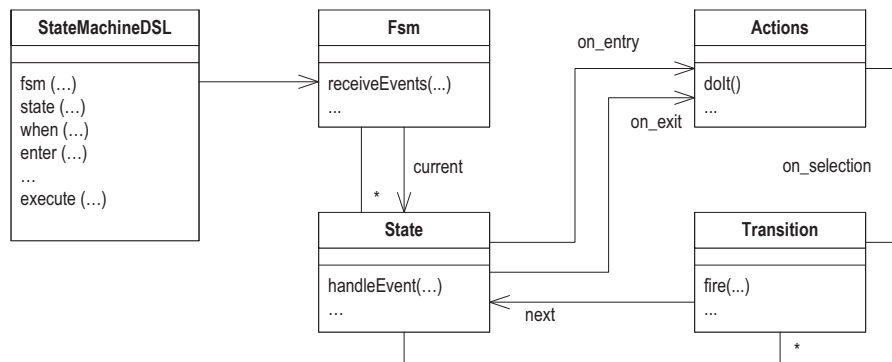 StateMachineDSL
fsm (…)
state (…)
when (…)
enter (…)
…
execute (…)
Fsm
receiveEvents(...)
...
current
*
on_entry
on_exit
Actions
doIt()
...
on_selection
State
handleEvent(…)
…
next
Transition
fire(...)
...
*